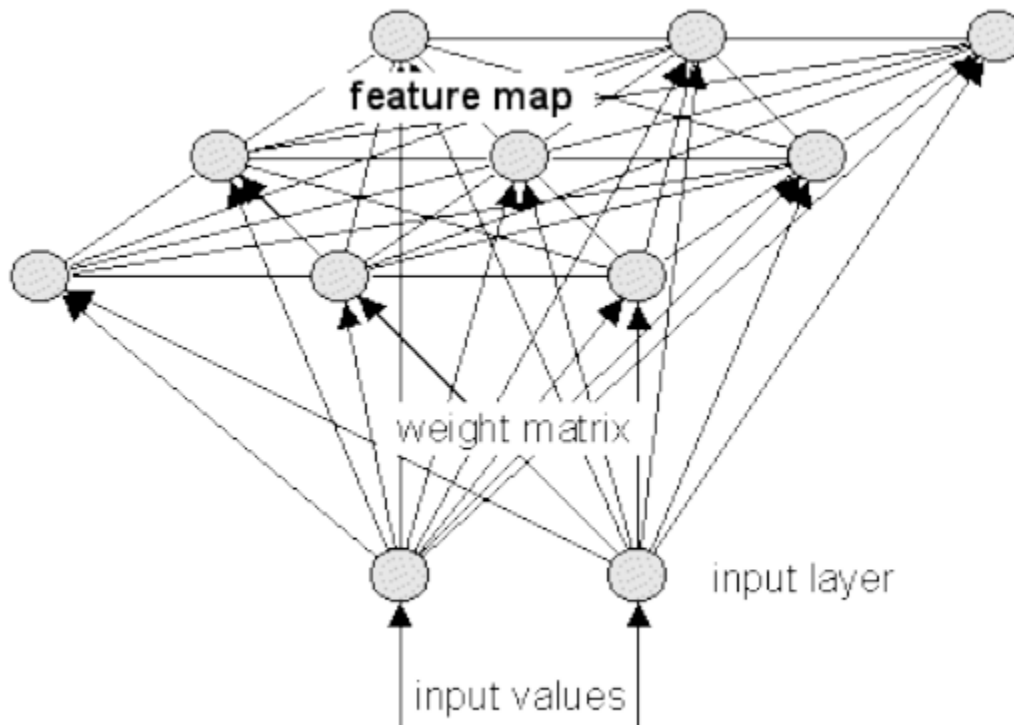 feature map
weight matrix
input layer
input values